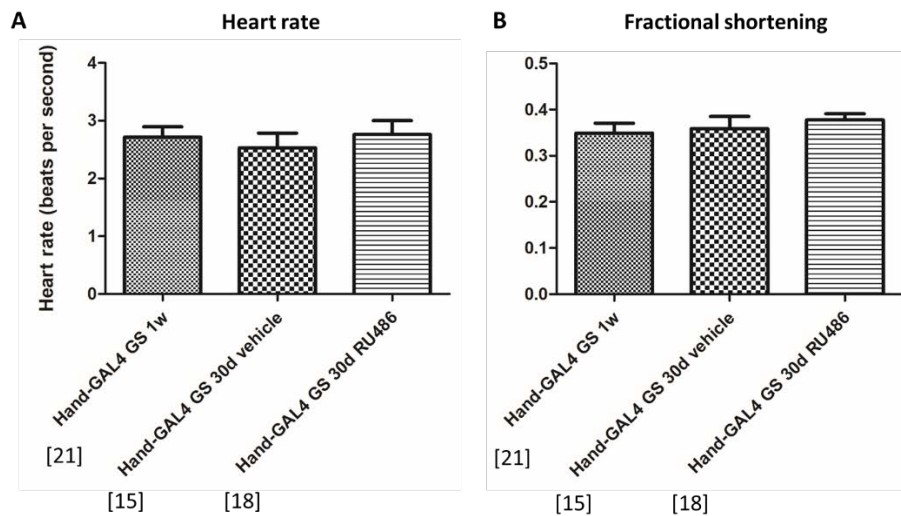 A
Heart rate
Heart rate (beats per second)
4
3
2
1
0
Hand-GAL4 GS 1w
Hand-GAL4 GS 30d vehicle
Hand-GAL4 GS 30d RU486
[21]
[15]
[18]
B
Fractional shortening
0.5
0.4
0.3
0.2
0.1
0.0
Hand-GAL4 GS 1w
Hand-GAL4 GS 30d vehicle
Hand-GAL4 GS 30d RU486
[21]
[15]
[18]